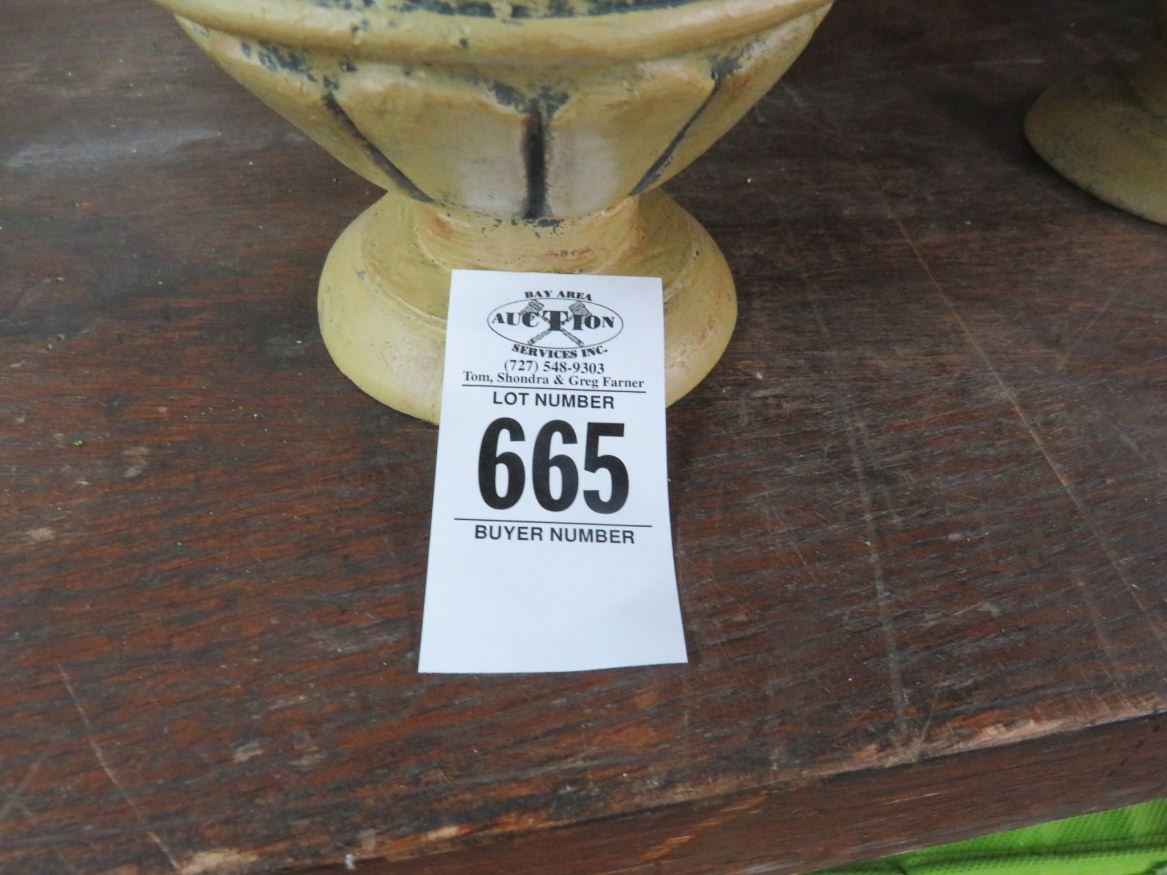 BAY AREA
AUCTION
SERVICES INC.
(727) 548-9303
Tom, Shondra & Greg Farner
LOT NUMBER
665
BUYER NUMBER